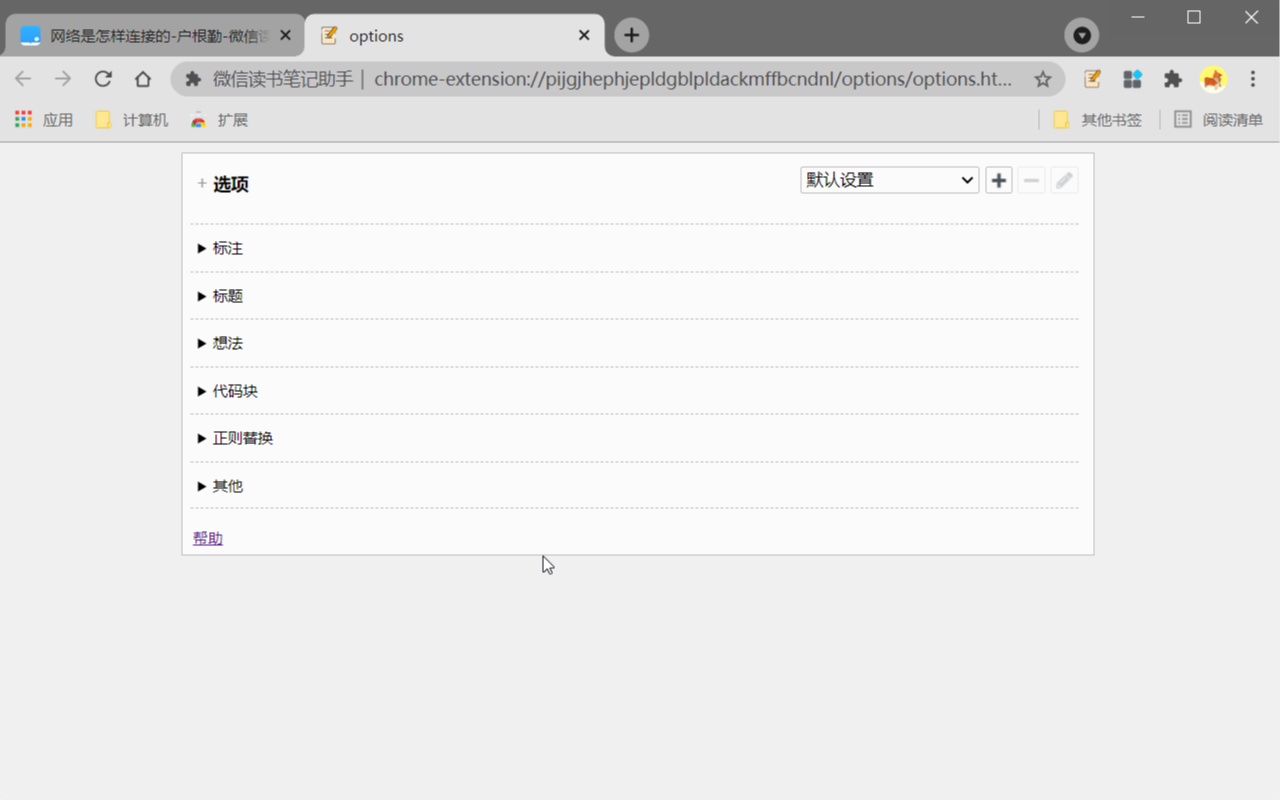 网络是怎样连接的-户根勤-微信
options
微信读书笔记助手 | chrome-extension://pijgjhephjepldgblpldackmffbcndnl/options/options.ht...
应用 计算机 扩展 其他书签 阅读清单
+ 选项 默认设置
标注
标题
想法
代码块
正则替换
其他
帮助